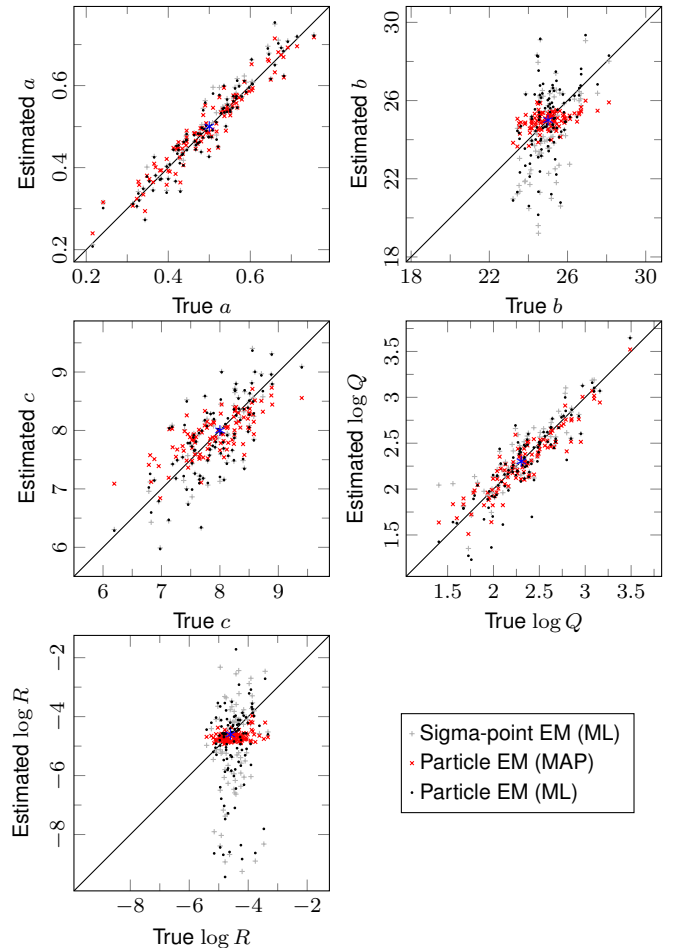 0.6
0.4
0.2
Estimated a
0.2 0.4 0.6
True a
30
26
22
18
Estimated b
18 22 26 30
True b
9
8
7
6
Estimated c
6 7 8 9
True c
3.5
3
2.5
2
1.5
Estimated log Q
1.5 2 2.5 3 3.5
True log Q
−2
−4
−6
−8
Estimated log R
−8 −6 −4 −2
True log R
Sigma-point EM (ML)
Particle EM (MAP)
Particle EM (ML)